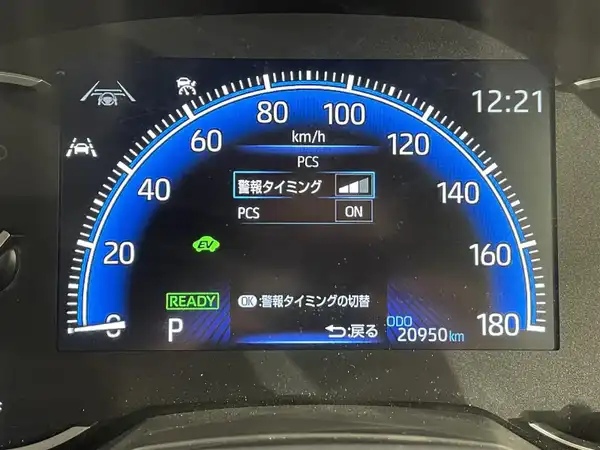 12:21
80 100
60 km/h 120
PCS
40 警報タイミング 140
PCS ON
20 EV 160
READY OK:警報タイミングの切替
0 P 戻る ODO 180
20950 km